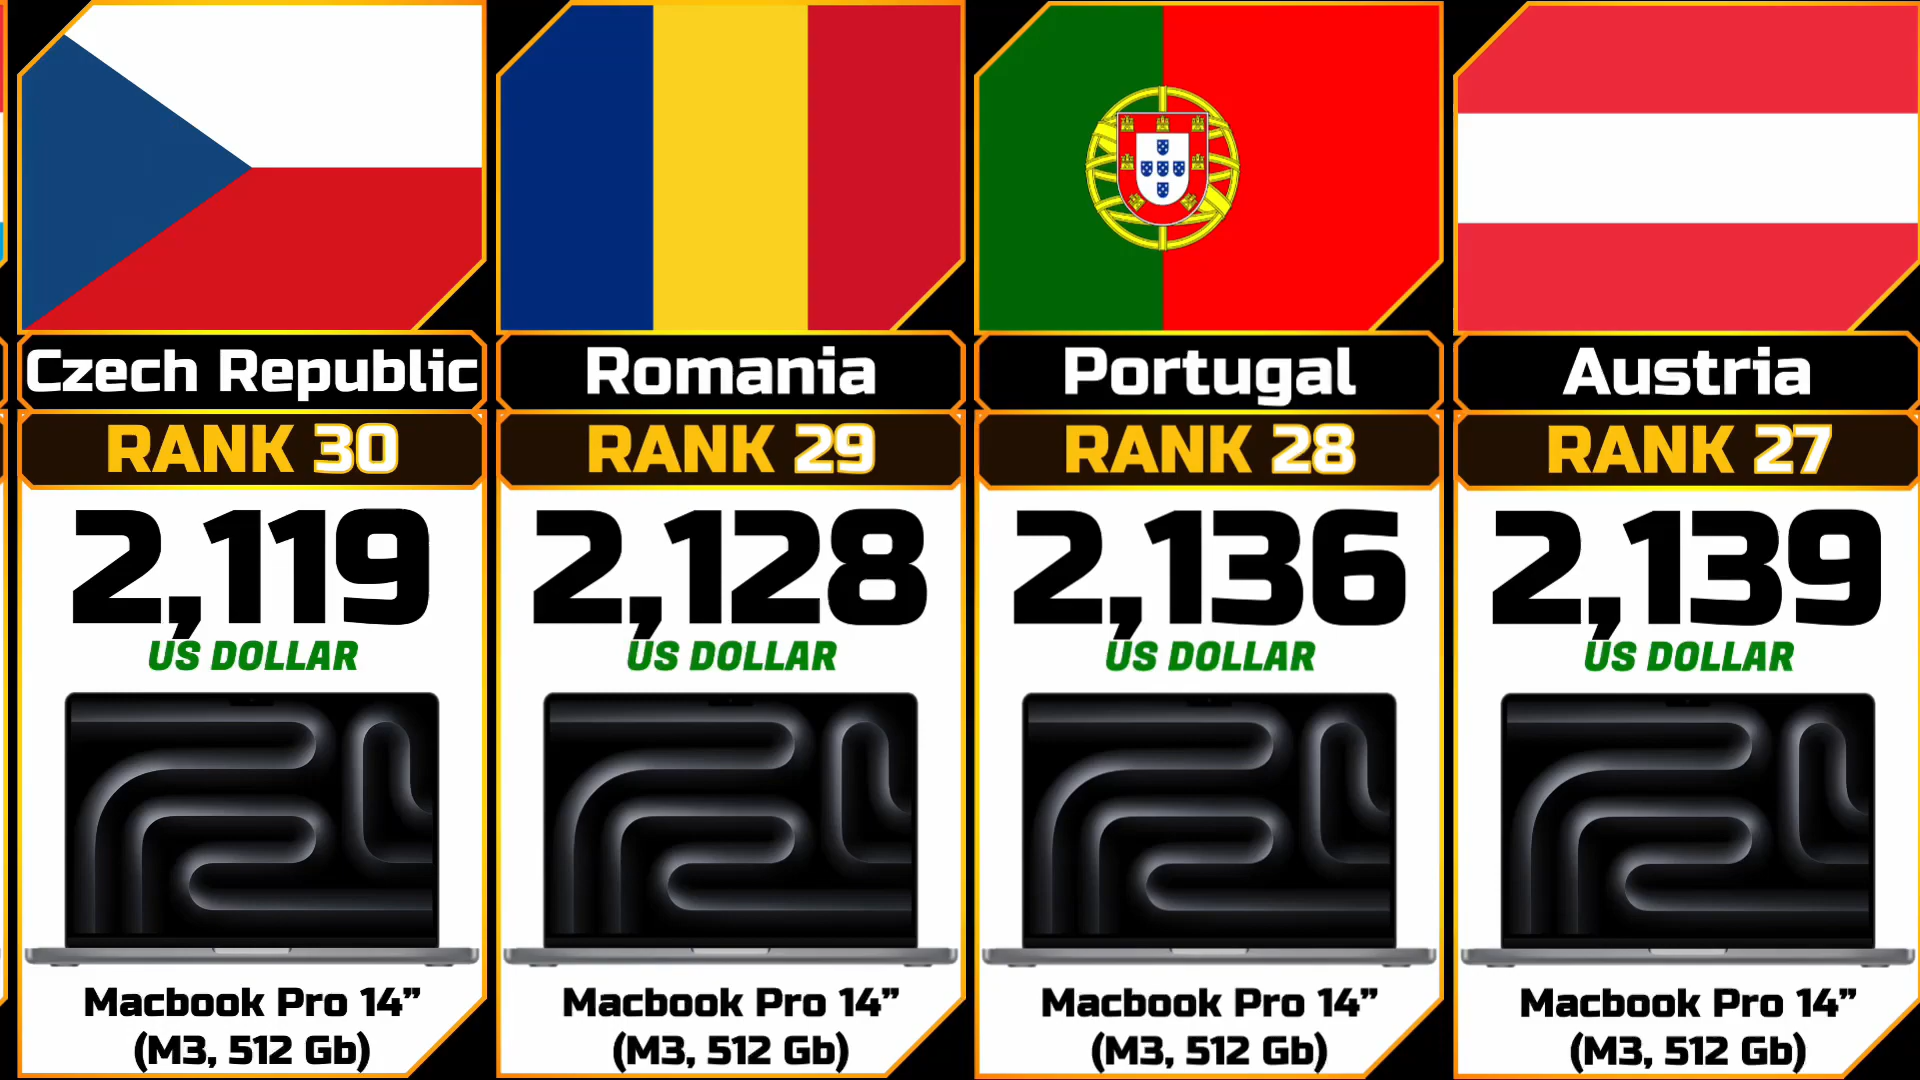 Czech Republic
RANK 30
2,119
US DOLLAR
Macbook Pro 14”
(M3, 512 Gb)
Romania
RANK 29
2,128
US DOLLAR
Macbook Pro 14”
(M3, 512 Gb)
Portugal
RANK 28
2,136
US DOLLAR
Macbook Pro 14”
(M3, 512 Gb)
Austria
RANK 27
2,139
US DOLLAR
Macbook Pro 14”
(M3, 512 Gb)